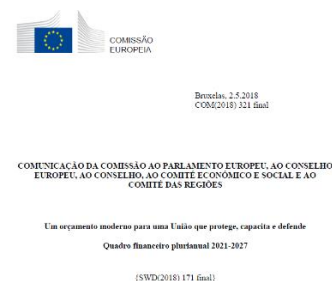 COMISSÃO
EUROPEIA
Bruxelas, 2.5.2018
COM(2018) 321 final
COMUNICAÇÃO DA COMISSÃO AO PARLAMENTO EUROPEU, AO CONSELHO
EUROPEU, AO CONSELHO, AO COMITÉ ECONÓMICO E SOCIAL E AO
COMITÉ DAS REGIÕES
Um orçamento moderno para uma União que protege, capacita e defende
Quadro financeiro plurianual 2021-2027
{SWD(2018) 171 final}